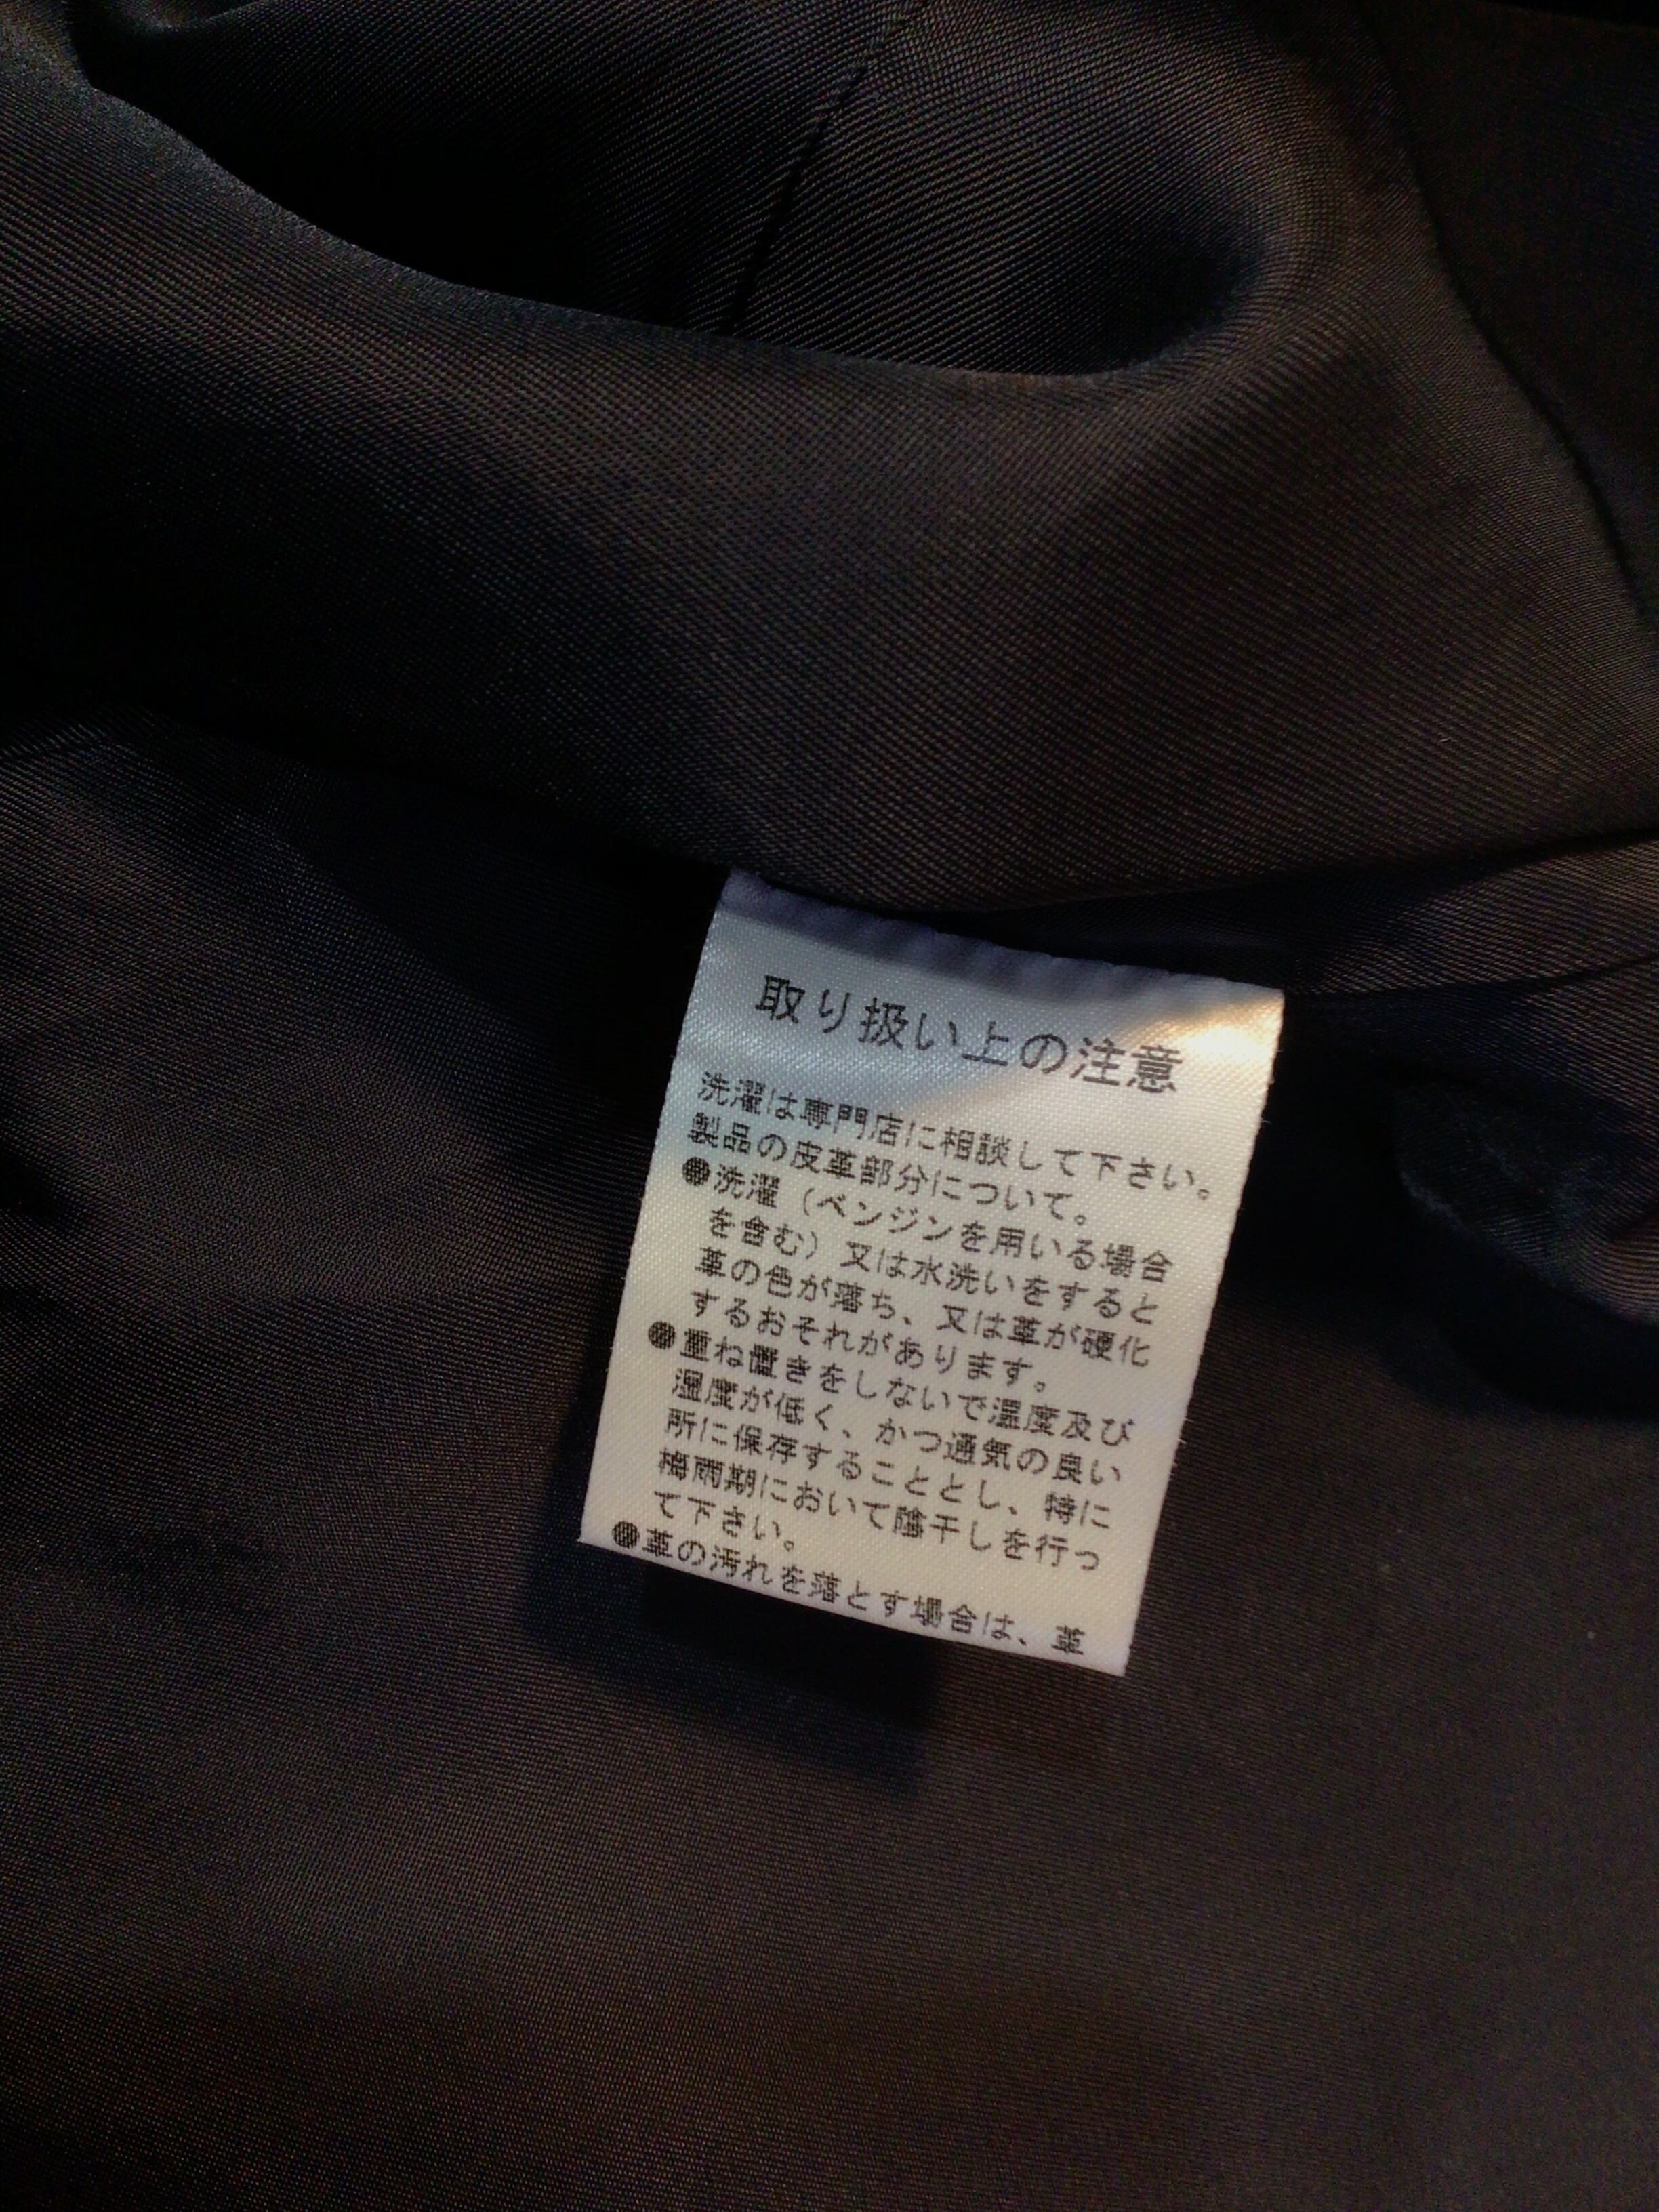 取り扱い上の注意
洗濯は専門店に相談して下さい。
製品の皮革部分について。
●洗濯（ベンジンを用いる場合
を含む）又は水洗いをすると
革の色が落ち、又は革が硬化
するおそれがあります。
●重ね置きをしないで温度及び
湿度が低く、かつ通気の良い
所に保存することとし、特に
梅雨期において陰干しを行っ
て下さい。
●革の汚れを落とす場合は、革